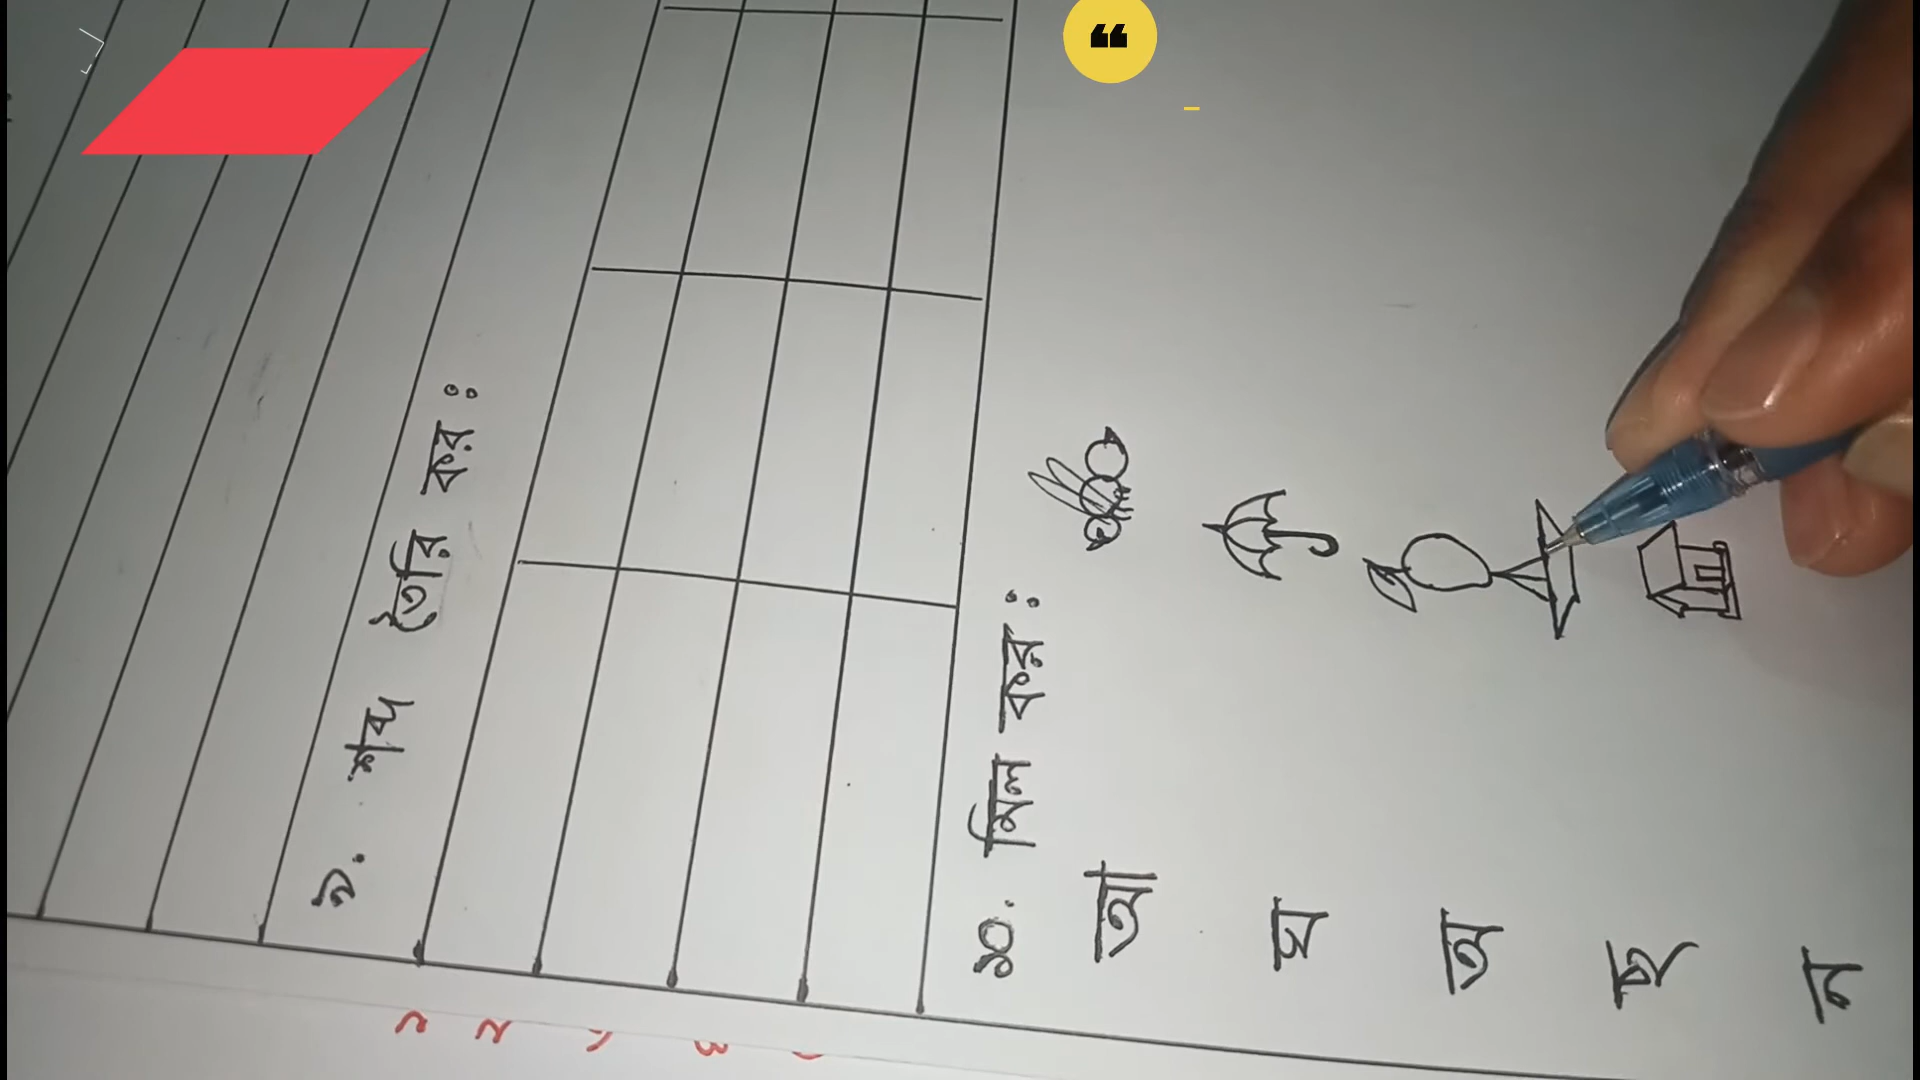 ৯. শব্দ তৈরি কর :
১০. মিল কর :
আ
ঘ
অ
ছ
ন
❝